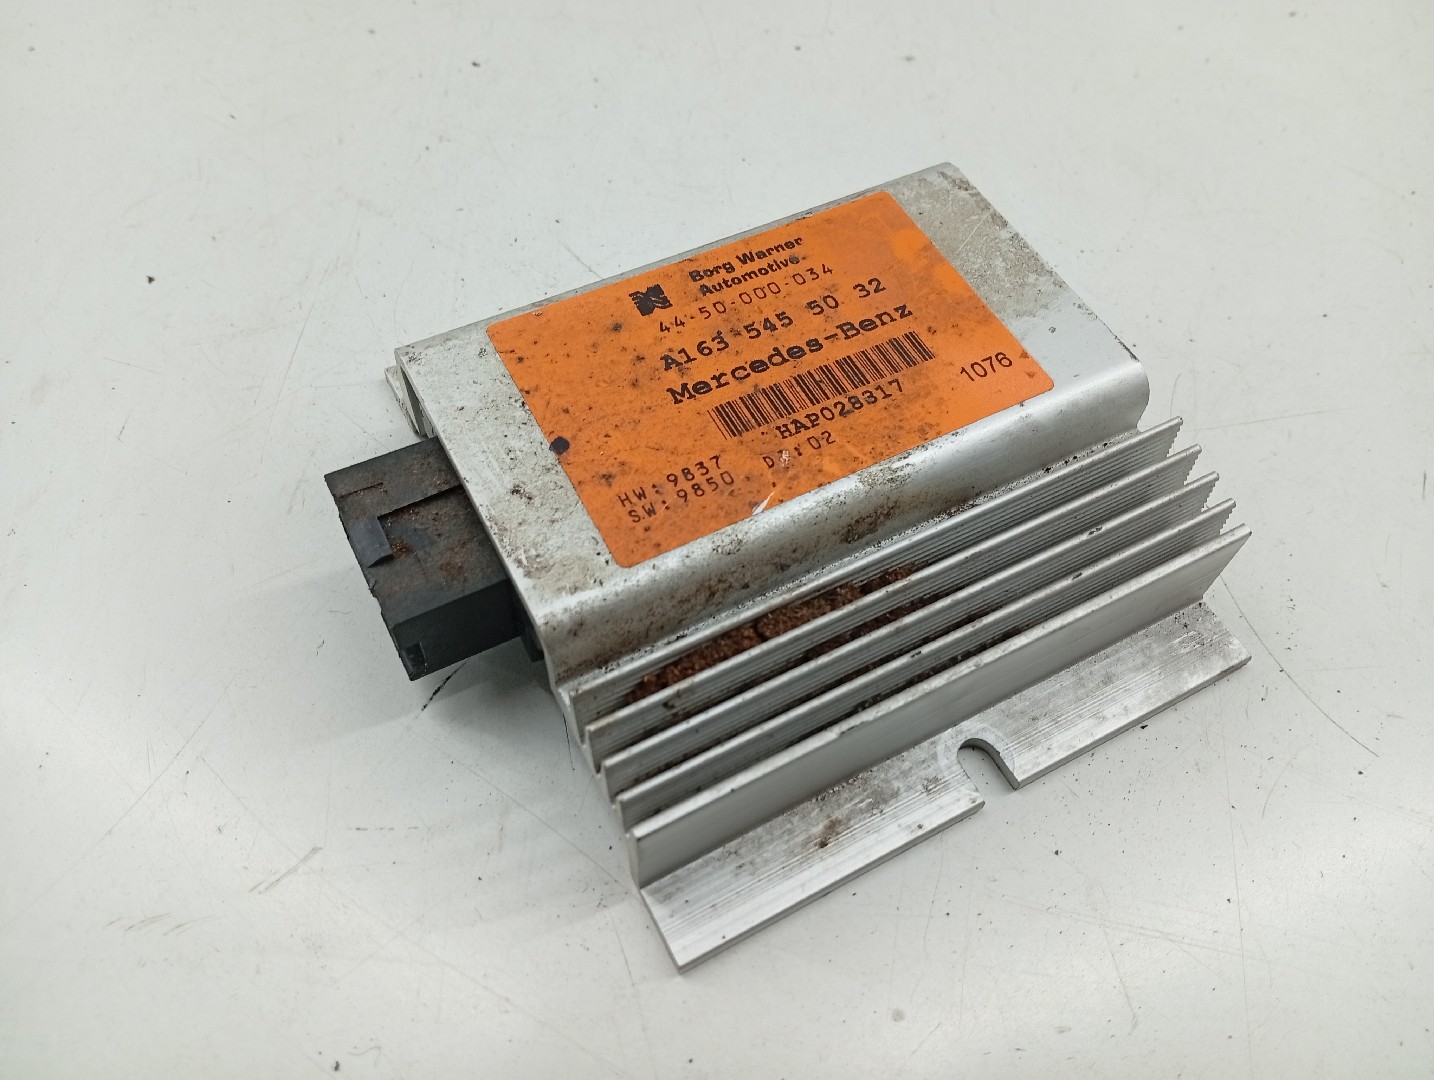 Borg Warner
Automotive
44-50-000-034
A163 545 50 32
Mercedes-Benz
HAP028317
1076
HW: 9837
SW: 9850